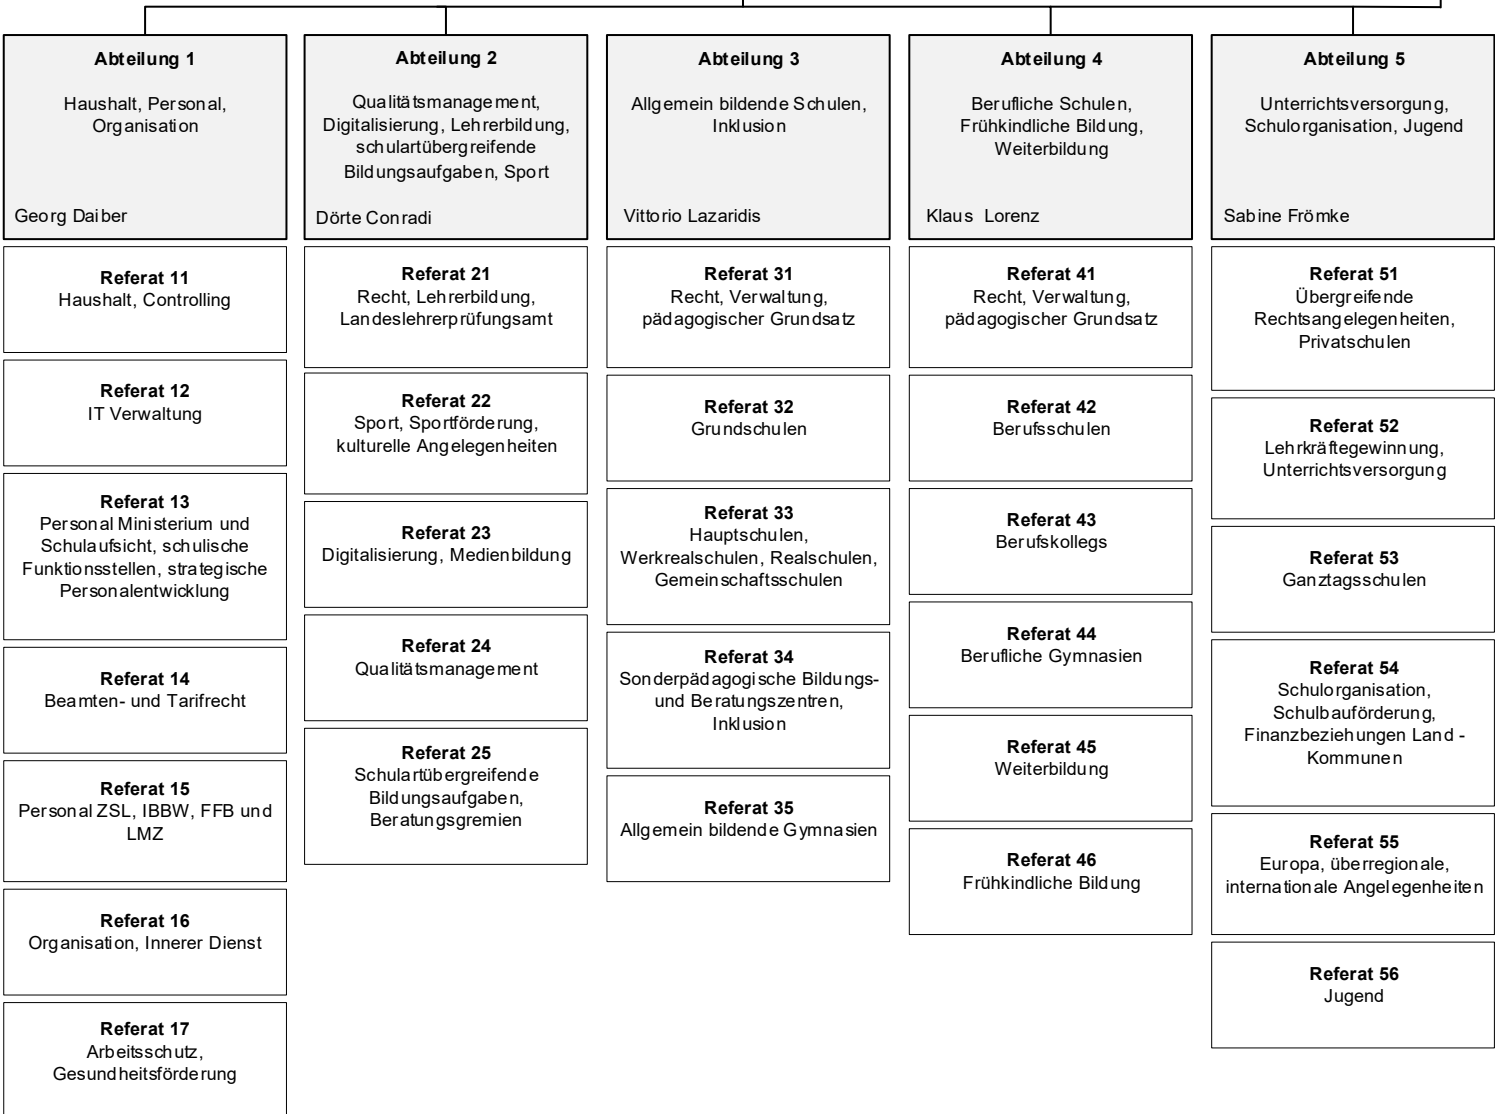 Abteilung 1
Haushalt, Personal,
Organisation
Georg Daiber
Referat 11
Haushalt, Controlling
Referat 12
IT Verwaltung
Referat 13
Personal Ministerium und
Schulaufsicht, schulische
Funktionsstellen, strategische
Personalentwicklung
Referat 14
Beamten- und Tarifrecht
Referat 15
Personal ZSL, IBBW, FFB und
LMZ
Referat 16
Organisation, Innerer Dienst
Referat 17
Arbeitsschutz,
Gesundheitsförderung
Abteilung 2
Qualitätsmanagement,
Digitalisierung, Lehrerbildung,
schulartübergreifende
Bildungsaufgaben, Sport
Dörte Conradi
Referat 21
Recht, Lehrerbildung,
Landeslehrerprüfungsamt
Referat 22
Sport, Sportförderung,
kulturelle Angelegenheiten
Referat 23
Digitalisierung, Medienbildung
Referat 24
Qualitätsmanagement
Referat 25
Schulartübergreifende
Bildungsaufgaben,
Beratungsgremien
Abteilung 3
Allgemein bildende Schulen,
Inklusion
Vittorio Lazaridis
Referat 31
Recht, Verwaltung,
pädagogischer Grundsatz
Referat 32
Grundschulen
Referat 33
Hauptschulen,
Werkrealschulen, Realschulen,
Gemeinschaftsschulen
Referat 34
Sonderpädagogische Bildungs-
und Beratungszentren,
Inklusion
Referat 35
Allgemein bildende Gymnasien
Abteilung 4
Berufliche Schulen,
Frühkindliche Bildung,
Weiterbildung
Klaus Lorenz
Referat 41
Recht, Verwaltung,
pädagogischer Grundsatz
Referat 42
Berufsschulen
Referat 43
Berufskollegs
Referat 44
Berufliche Gymnasien
Referat 45
Weiterbildung
Referat 46
Frühkindliche Bildung
Abteilung 5
Unterrichtsversorgung,
Schulorganisation, Jugend
Sabine Frömke
Referat 51
Übergreifende
Rechtsangelegenheiten,
Privatschulen
Referat 52
Lehrkräftegewinnung,
Unterrichtsversorgung
Referat 53
Ganztagsschulen
Referat 54
Schulorganisation,
Schulbauförderung,
Finanzbeziehungen Land -
Kommunen
Referat 55
Europa, überregionale,
internationale Angelegenheiten
Referat 56
Jugend